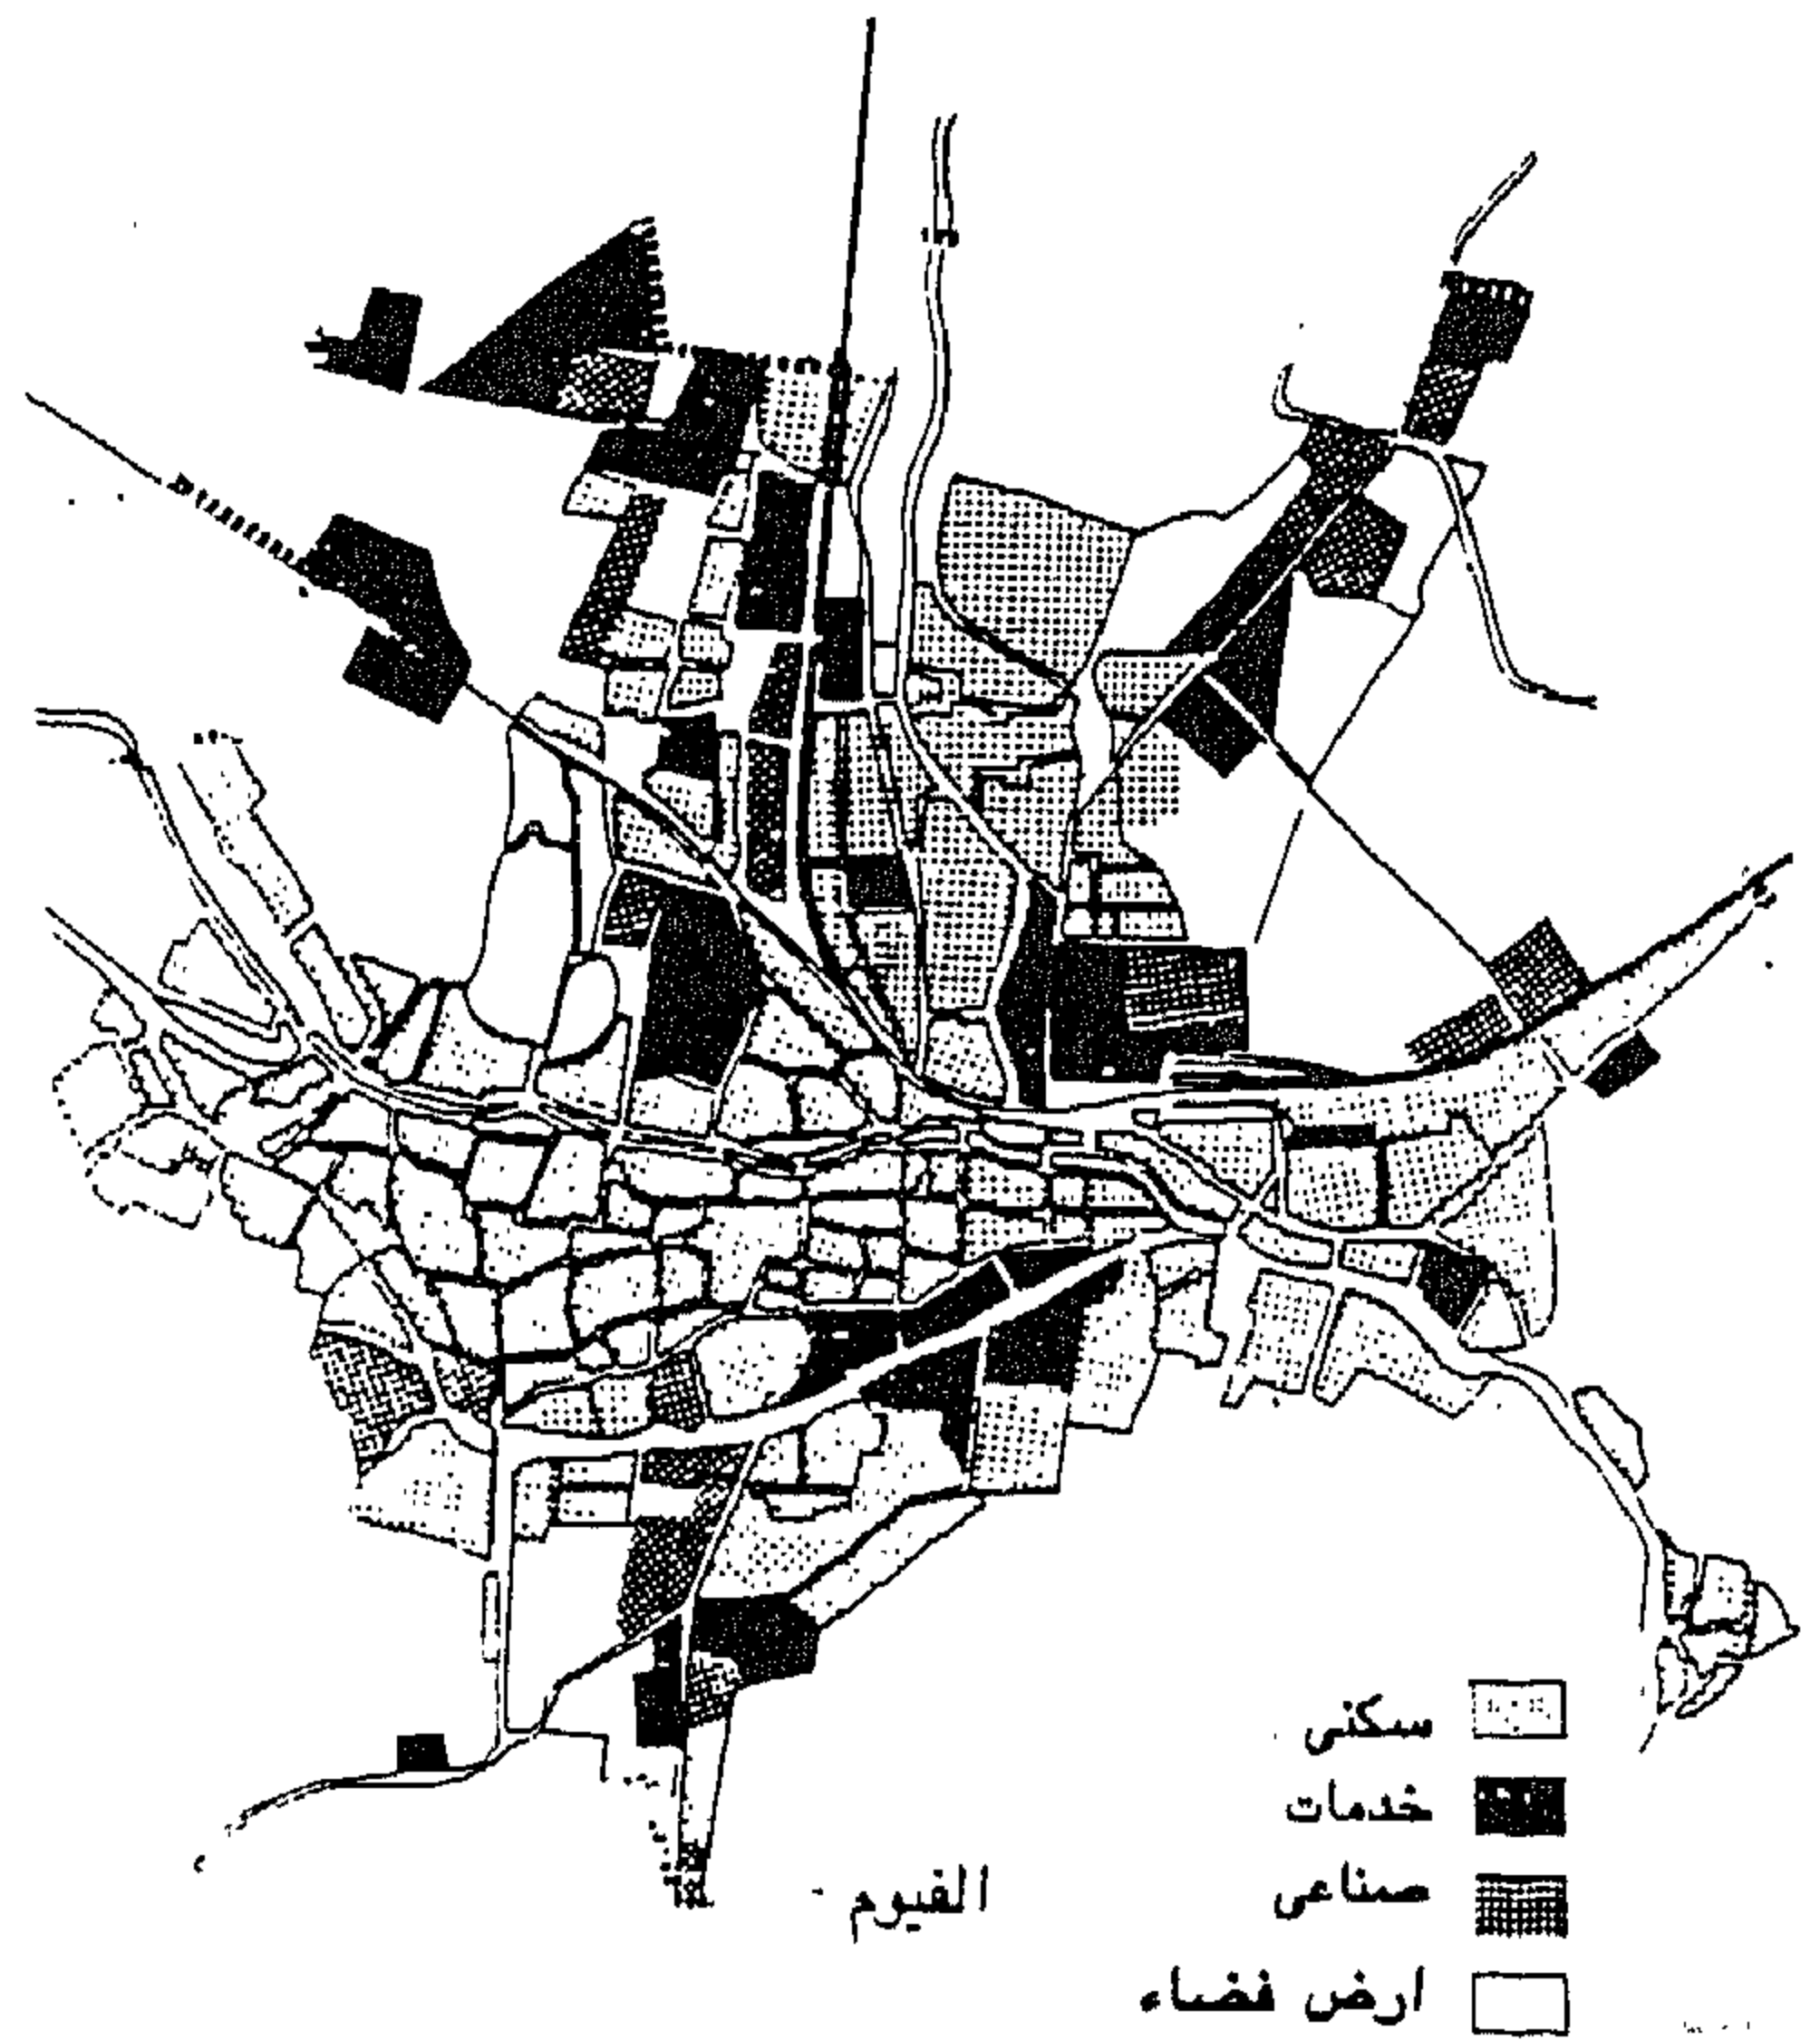 سكنى
خدمات
صناعى
ارض فضاء
الفيوم